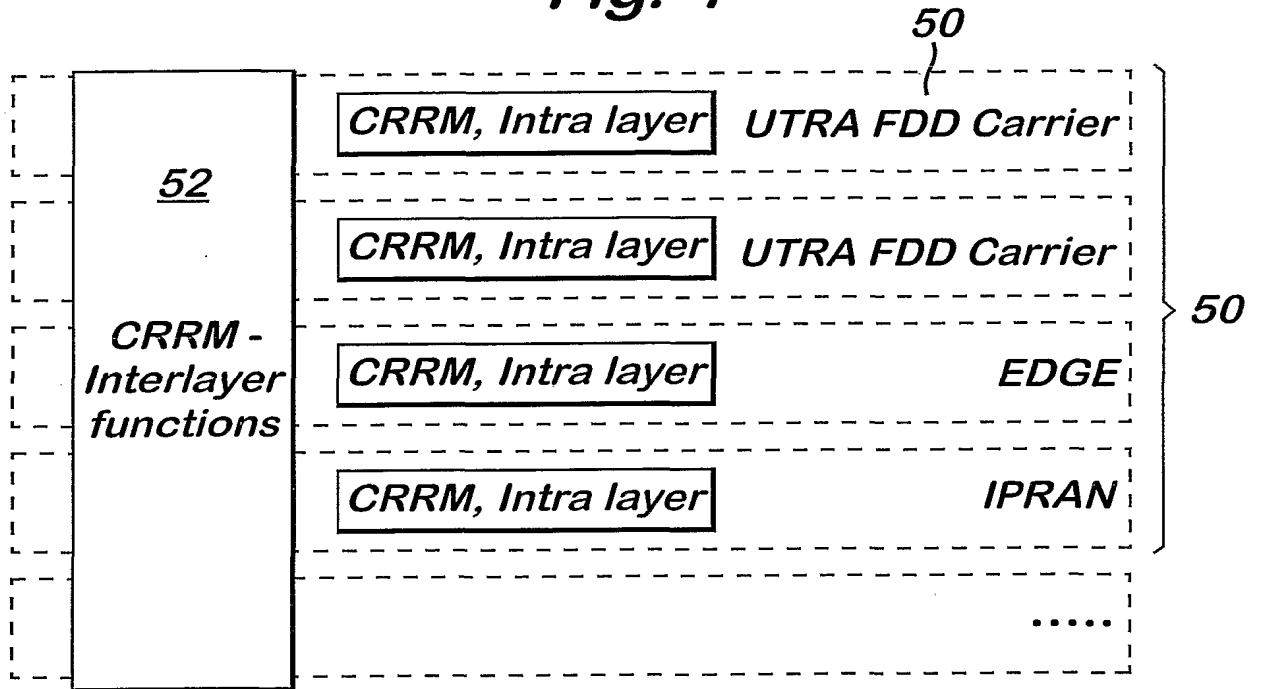 Fig.
50
CRRM, Intra layer UTRA FDD Carrier
52
CRRM, Intra layer UTRA FDD Carrier
50
CRRM -
Interlayer
functions
CRRM, Intra layer EDGE
CRRM, Intra layer IPRAN
.....